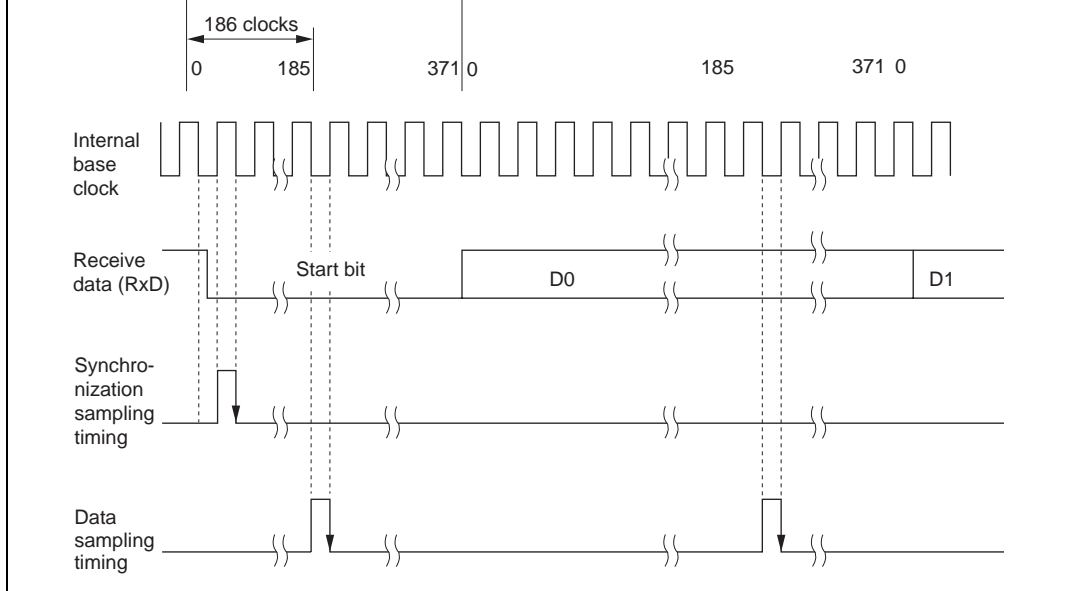 186 clocks
0 185 371 0 185 371 0
Internal
base
clock
Receive
data (RxD)
Start bit
D0
D1
Synchro-
nization
sampling
timing
Data
sampling
timing